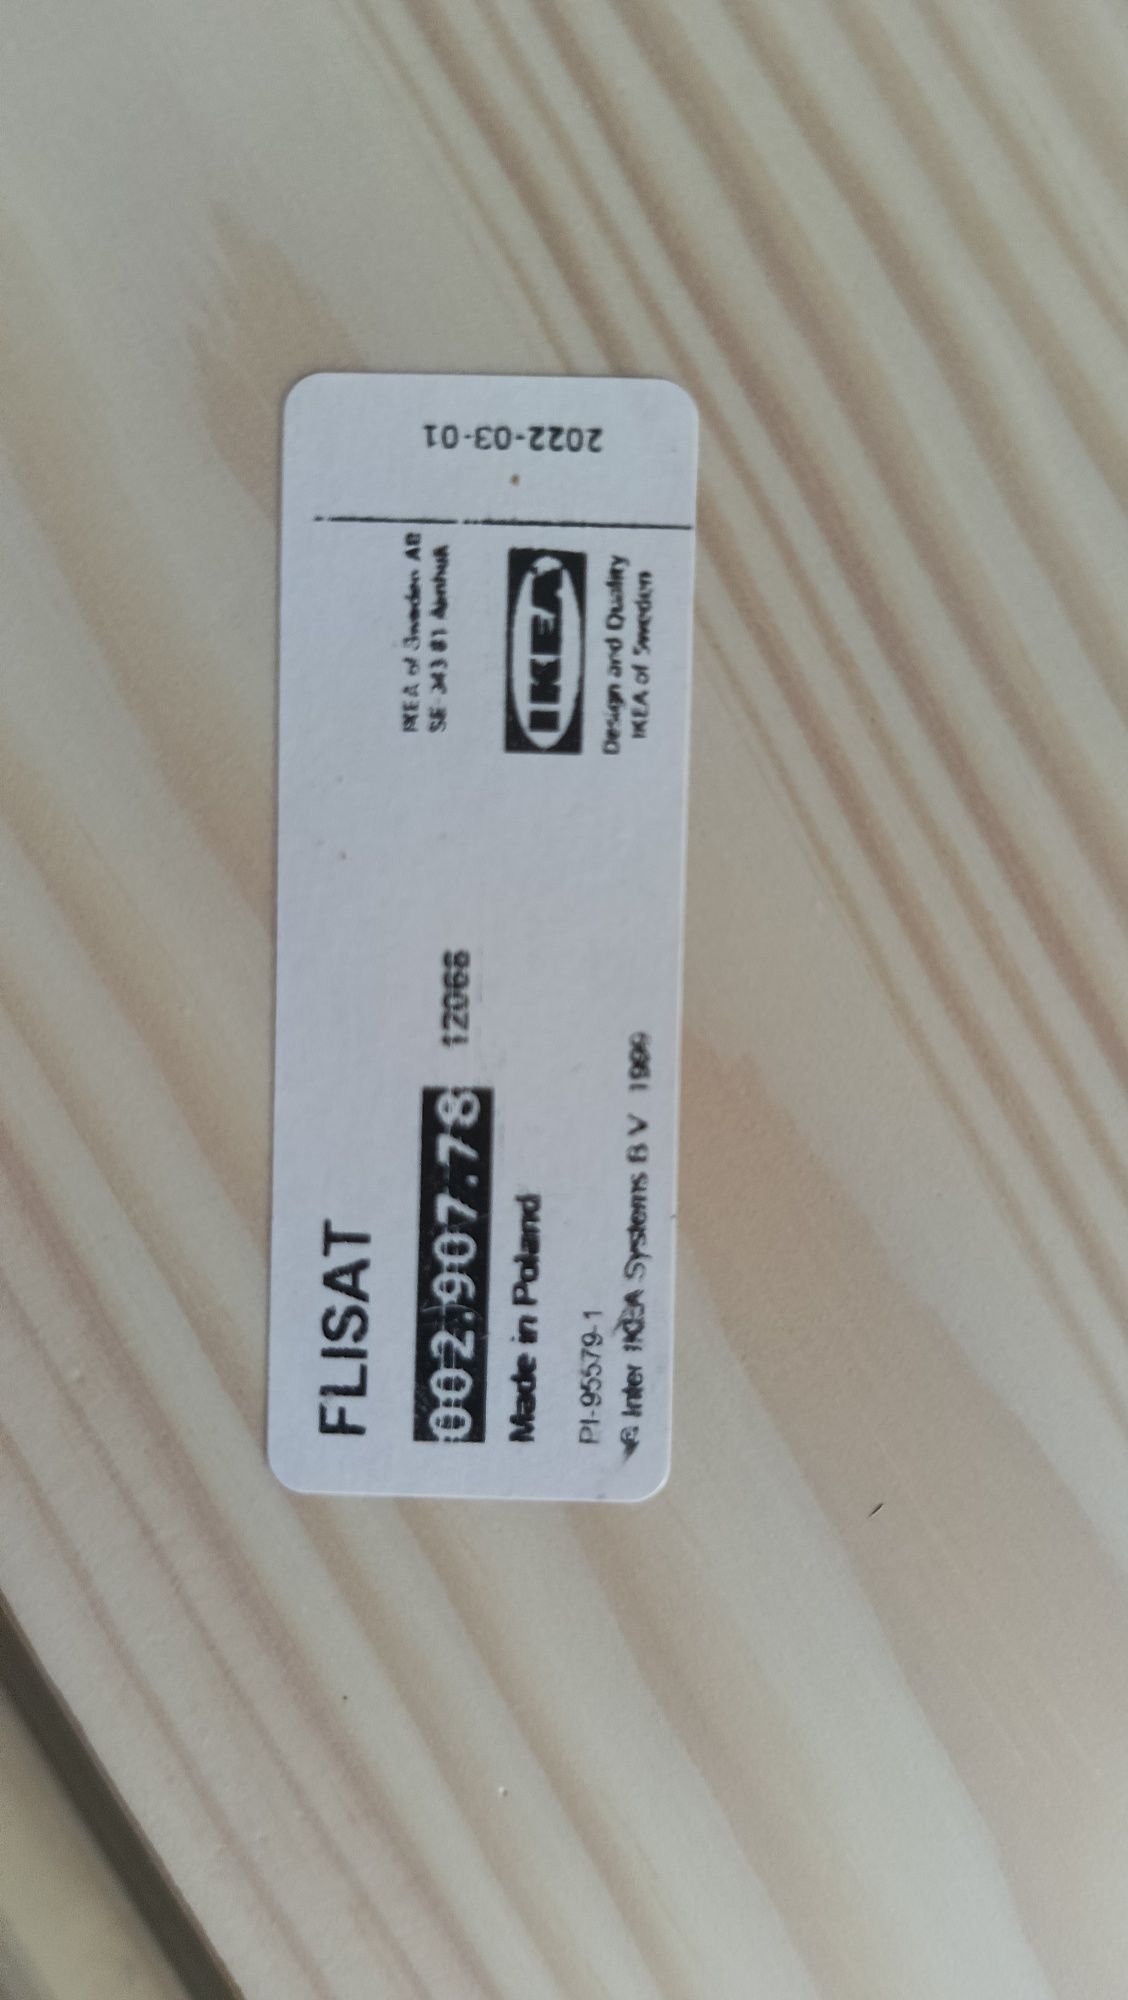 FLISAT
002.907.78 12066
Made in Poland
PI-95579-1
© Inter IKEA Systems B V 1999
IKEA of Sweden AB
SE-343 81 Älmhult
IKEA
Design and Quality
IKEA of Sweden
2022-03-01